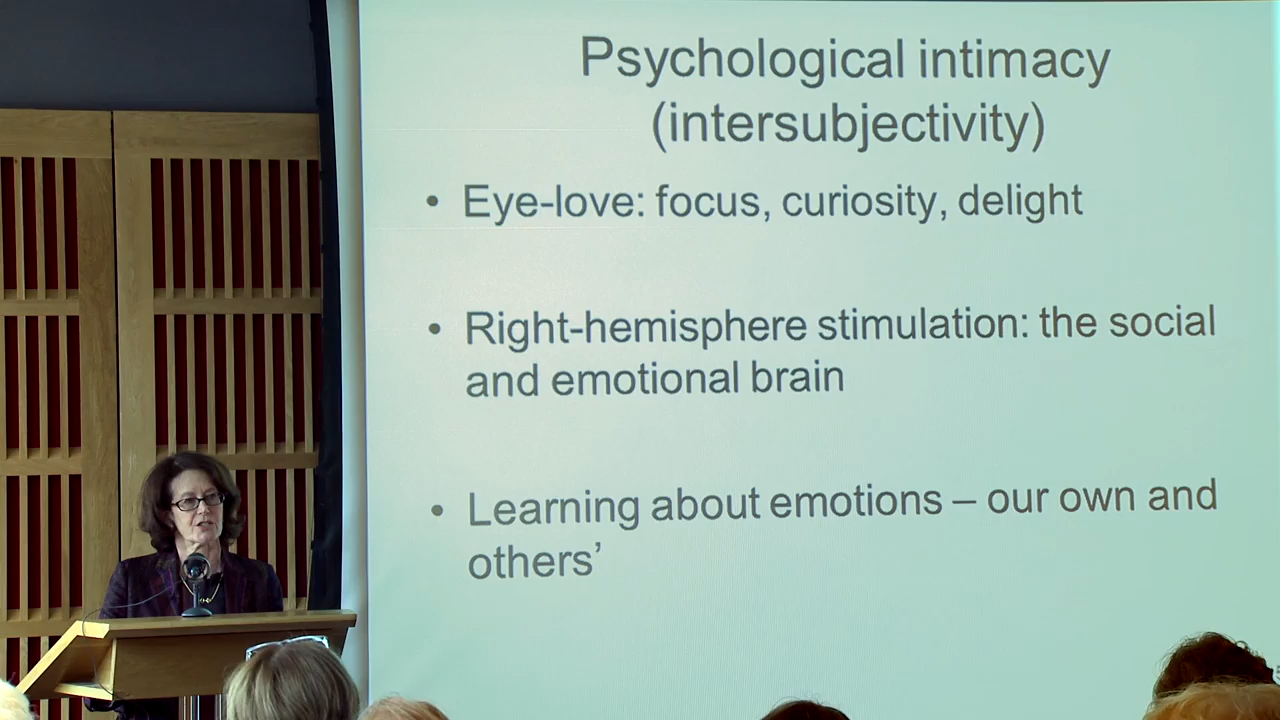 Psychological intimacy
(intersubjectivity)
• Eye-love: focus, curiosity, delight
• Right-hemisphere stimulation: the social
and emotional brain
• Learning about emotions – our own and
others’